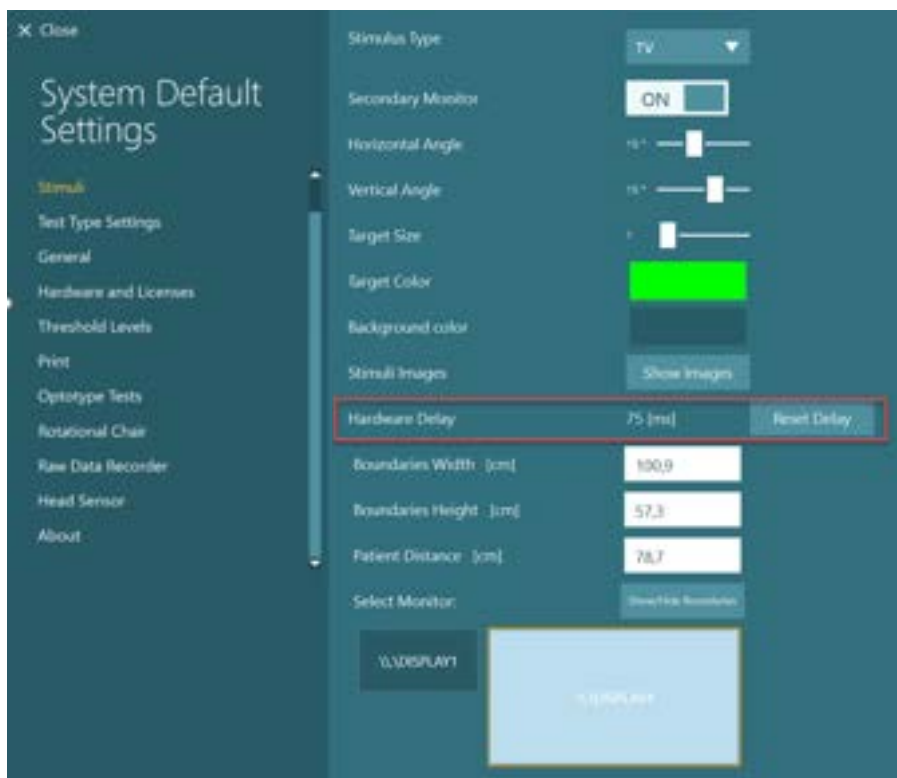 × Close
System Default
Settings
Stimuli
Test Type Settings
General
Hardware and Licenses
Threshold Levels
Print
Optotype Tests
Rotational Chair
Raw Data Recorder
Head Sensor
About
Stimulus Type
TV
Secondary Monitor
ON
Horizontal Angle
Vertical Angle
Target Size
Target Color
Background color
Stimuli Images
Show Images
Hardware Delay
75 [ms]
Reset Delay
Boundaries Width [cm]
100,9
Boundaries Height [cm]
57,3
Patient Distance [cm]
78,7
Select Monitor:
Show/Hide Boundaries
\\.\DISPLAY1